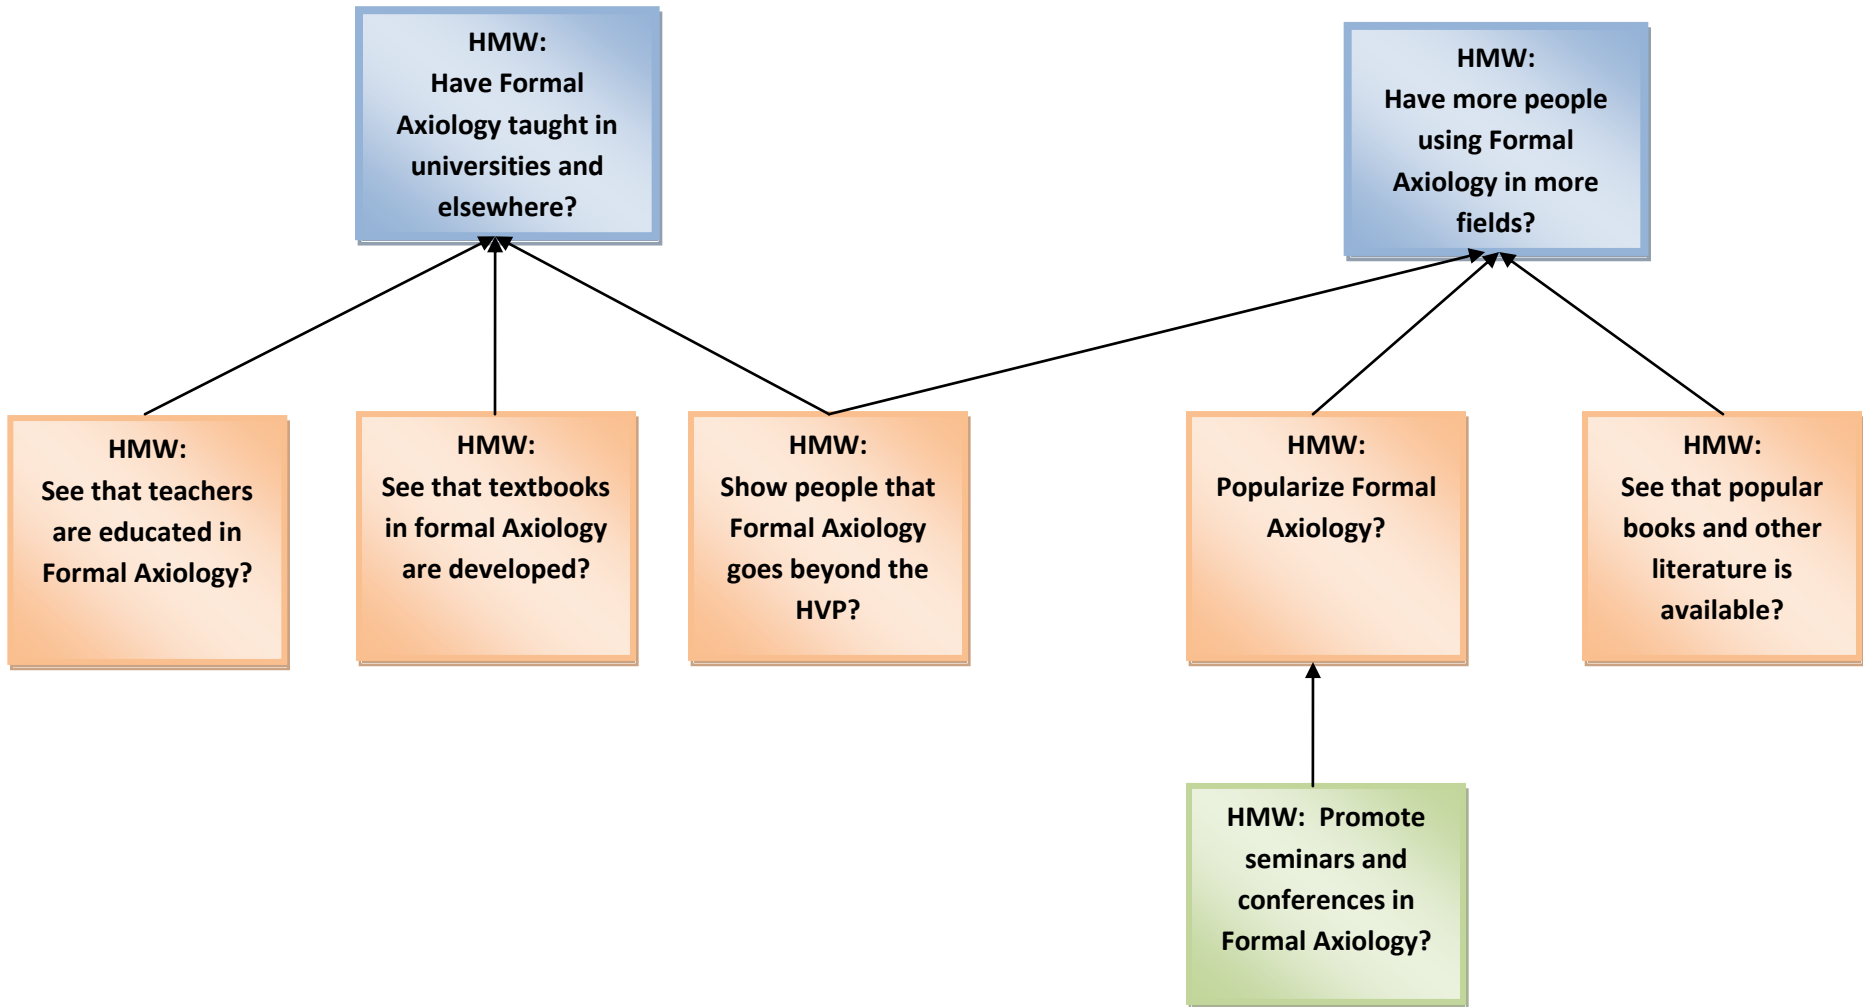 HMW:
Have Formal
Axiology taught in
universities and
elsewhere?
HMW:
Have more people
using Formal
Axiology in more
fields?
HMW:
See that teachers
are educated in
Formal Axiology?
HMW:
See that textbooks
in formal Axiology
are developed?
HMW:
Show people that
Formal Axiology
goes beyond the
HVP?
HMW:
Popularize Formal
Axiology?
HMW:
See that popular
books and other
literature is
available?
HMW:  Promote
seminars and
conferences in
Formal Axiology?